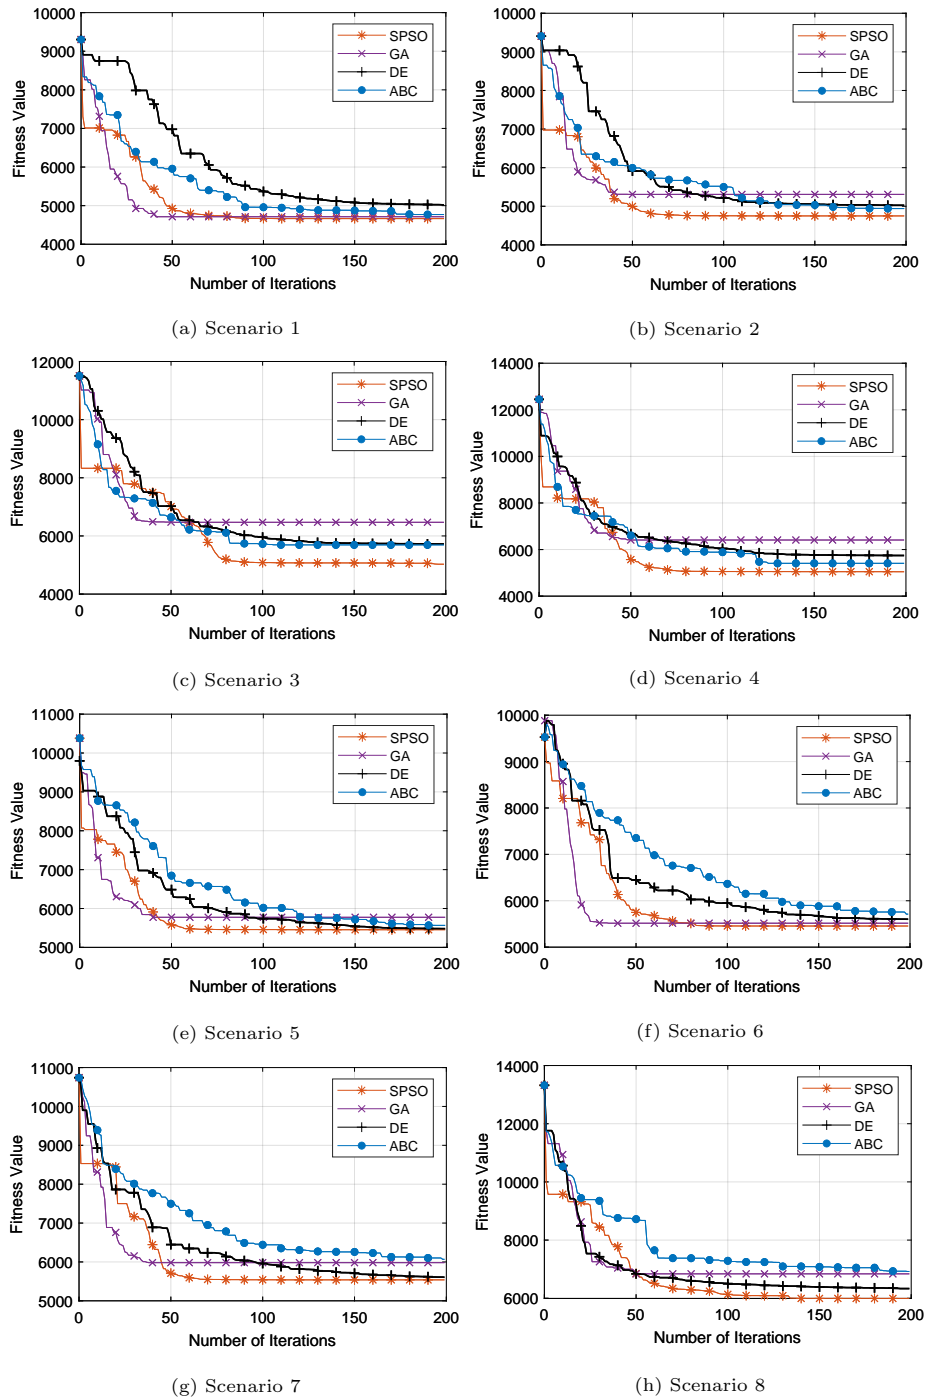 10000
9000
8000
7000
6000
5000
4000
Fitness Value
SPSO
GA
DE
ABC
0 50 100 150 200
Number of Iterations
(a) Scenario 1
10000
9000
8000
7000
6000
5000
4000
Fitness Value
SPSO
GA
DE
ABC
0 50 100 150 200
Number of Iterations
(b) Scenario 2
12000
10000
8000
6000
4000
Fitness Value
SPSO
GA
DE
ABC
0 50 100 150 200
Number of Iterations
(c) Scenario 3
14000
12000
10000
8000
6000
4000
Fitness Value
SPSO
GA
DE
ABC
0 50 100 150 200
Number of Iterations
(d) Scenario 4
11000
10000
9000
8000
7000
6000
5000
Fitness Value
SPSO
GA
DE
ABC
0 50 100 150 200
Number of Iterations
(e) Scenario 5
10000
9000
8000
7000
6000
5000
Fitness Value
SPSO
GA
DE
ABC
0 50 100 150 200
Number of Iterations
(f) Scenario 6
11000
10000
9000
8000
7000
6000
5000
Fitness Value
SPSO
GA
DE
ABC
0 50 100 150 200
Number of Iterations
(g) Scenario 7
14000
12000
10000
8000
6000
Fitness Value
SPSO
GA
DE
ABC
0 50 100 150 200
Number of Iterations
(h) Scenario 8